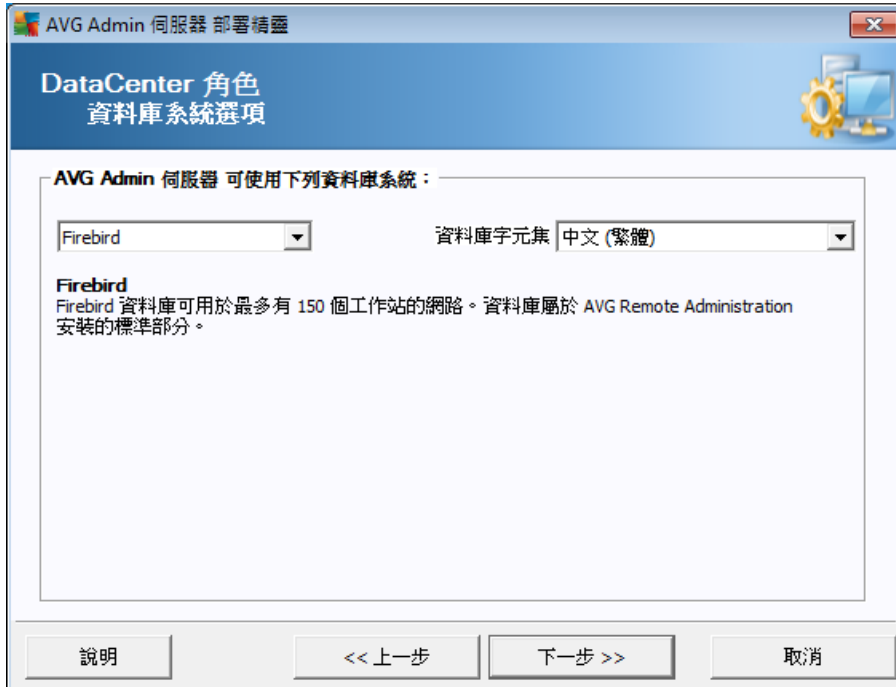 AVG Admin 伺服器 部署精靈
DataCenter 角色
資料庫系統選項
AVG Admin 伺服器 可使用下列資料庫系統：
Firebird 資料庫字元集 中文 (繁體)
Firebird
Firebird 資料庫可用於最多有 150 個工作站的網路。資料庫屬於 AVG Remote Administration
安裝的標準部分。
說明 << 上一步 下一步 >> 取消